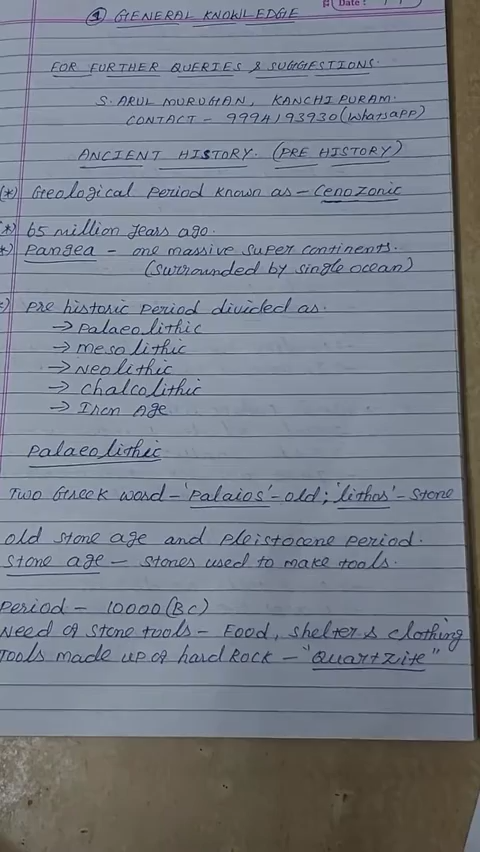 Date :
① GENERAL KNOWLEDGE
FOR FURTHER QUERIES & SUGGESTIONS.
S. ARUL MURUGAN, KANCHIPURAM.
CONTACT - 9994193930 (WhatsAPP)
ANCIENT HISTORY. (PRE HISTORY)
(*) Geological Period known as - Cenozonic
*) 65 million years ago.
*) Pangea - one massive super continents.
(surrounded by single ocean)
*) Pre historic Period divided as.
→ Palaeolithic
→ mesolithic
→ Neolithic
→ Chalcolithic
→ Iron Age
Palaeolithic
Two Greek word - 'Palaios' - old; 'lithos' - stone
old stone age and Pleistocene Period.
Stone age - stones used to make tools.
Period - 10000 (BC)
Need of stone tools - Food, shelter & clothing
Tools made up of hard Rock - "Quartzite"